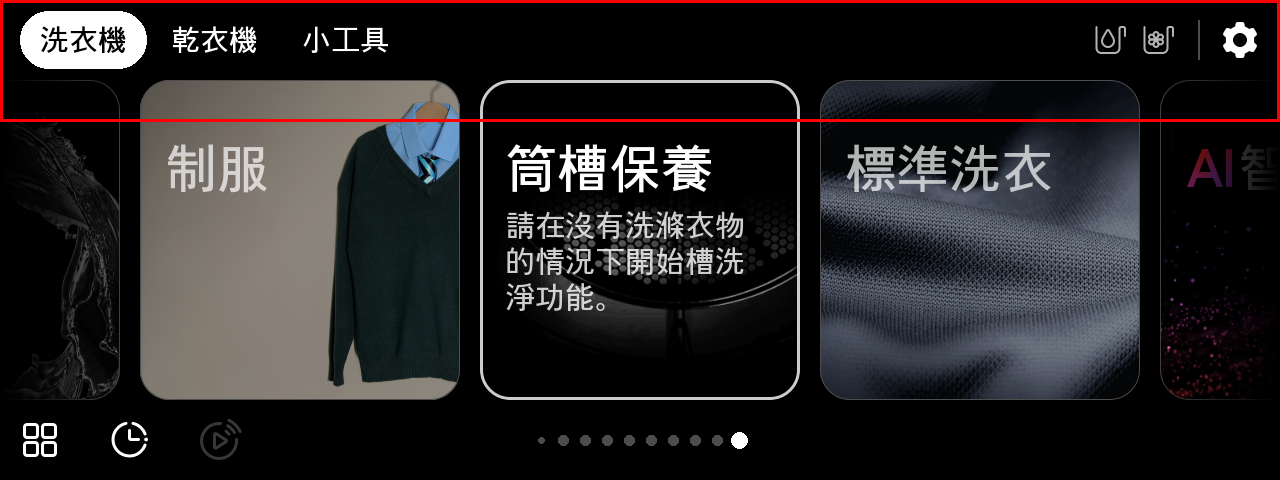 洗衣機 乾衣機 小工具
制服
筒槽保養
請在沒有洗滌衣物
的情況下開始槽洗
淨功能。
標準洗衣
AI 智